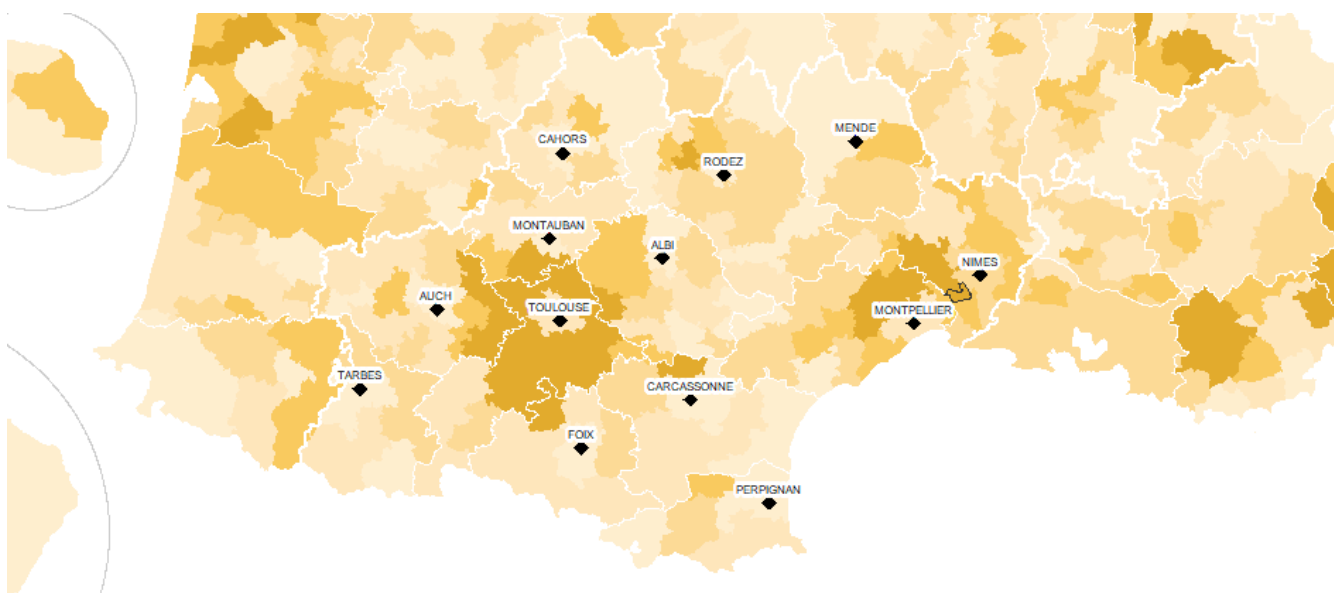 MENDE
CAHORS
RODEZ
MONTAUBAN
ALBI
NIMES
AUCH
TOULOUSE
MONTPELLIER
TARBES
CARCASSONNE
FOIX
PERPIGNAN